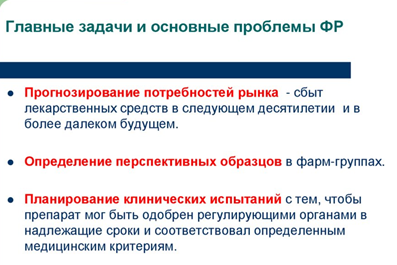 Главные задачи и основные проблемы ФР
● Прогнозирование потребностей рынка - сбыт
лекарственных средств в следующем десятилетии и в
более далеком будущем.
● Определение перспективных образцов в фарм-группах.
● Планирование клинических испытаний с тем, чтобы
препарат мог быть одобрен регулирующими органами в
надлежащие сроки и соответствовал определенным
медицинским критериям.